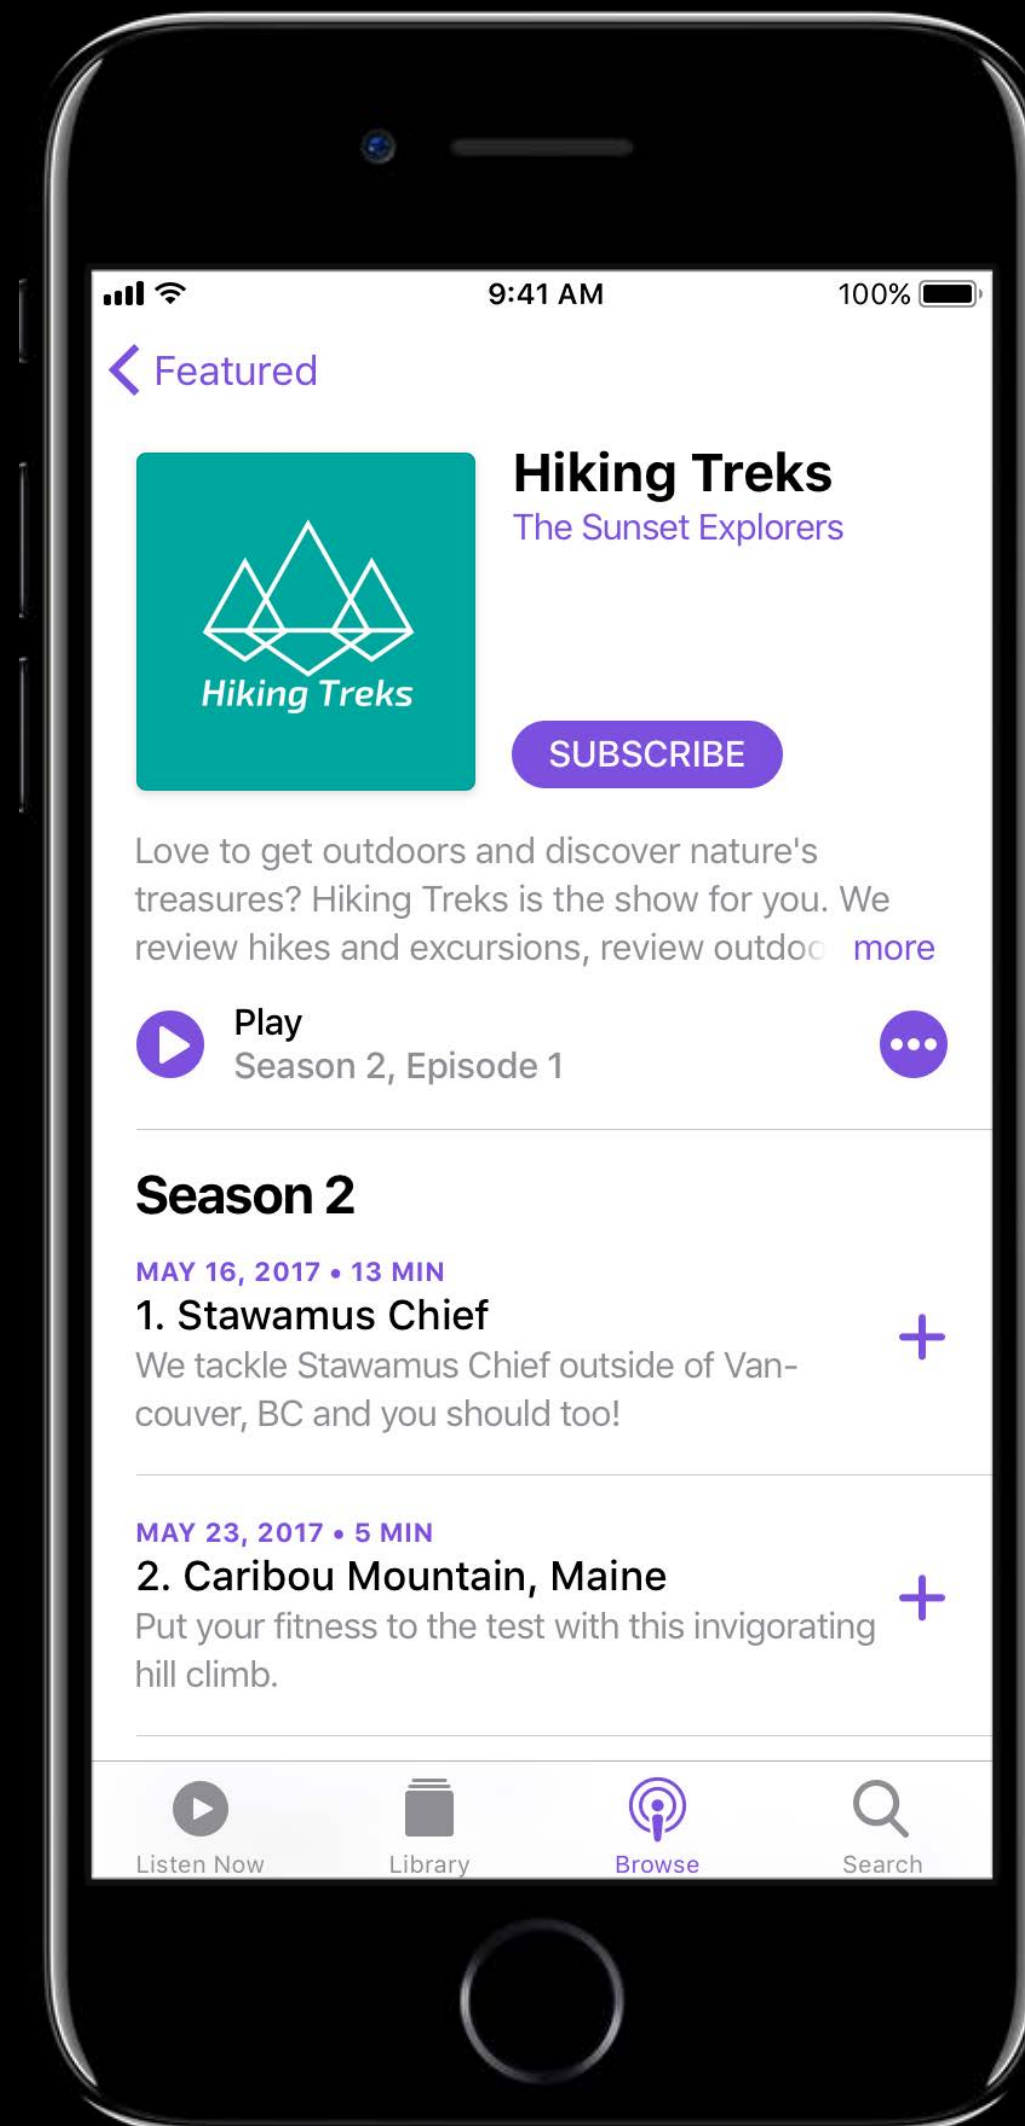 9:41 AM
100%
Featured
Hiking Treks
Hiking Treks
The Sunset Explorers
SUBSCRIBE
Love to get outdoors and discover nature's
treasures? Hiking Treks is the show for you. We
review hikes and excursions, review outdoo more
Play
Season 2, Episode 1
Season 2
MAY 16, 2017 • 13 MIN
1. Stawamus Chief
We tackle Stawamus Chief outside of Van-
couver, BC and you should too!
MAY 23, 2017 • 5 MIN
2. Caribou Mountain, Maine
Put your fitness to the test with this invigorating
hill climb.
Listen Now
Library
Browse
Search